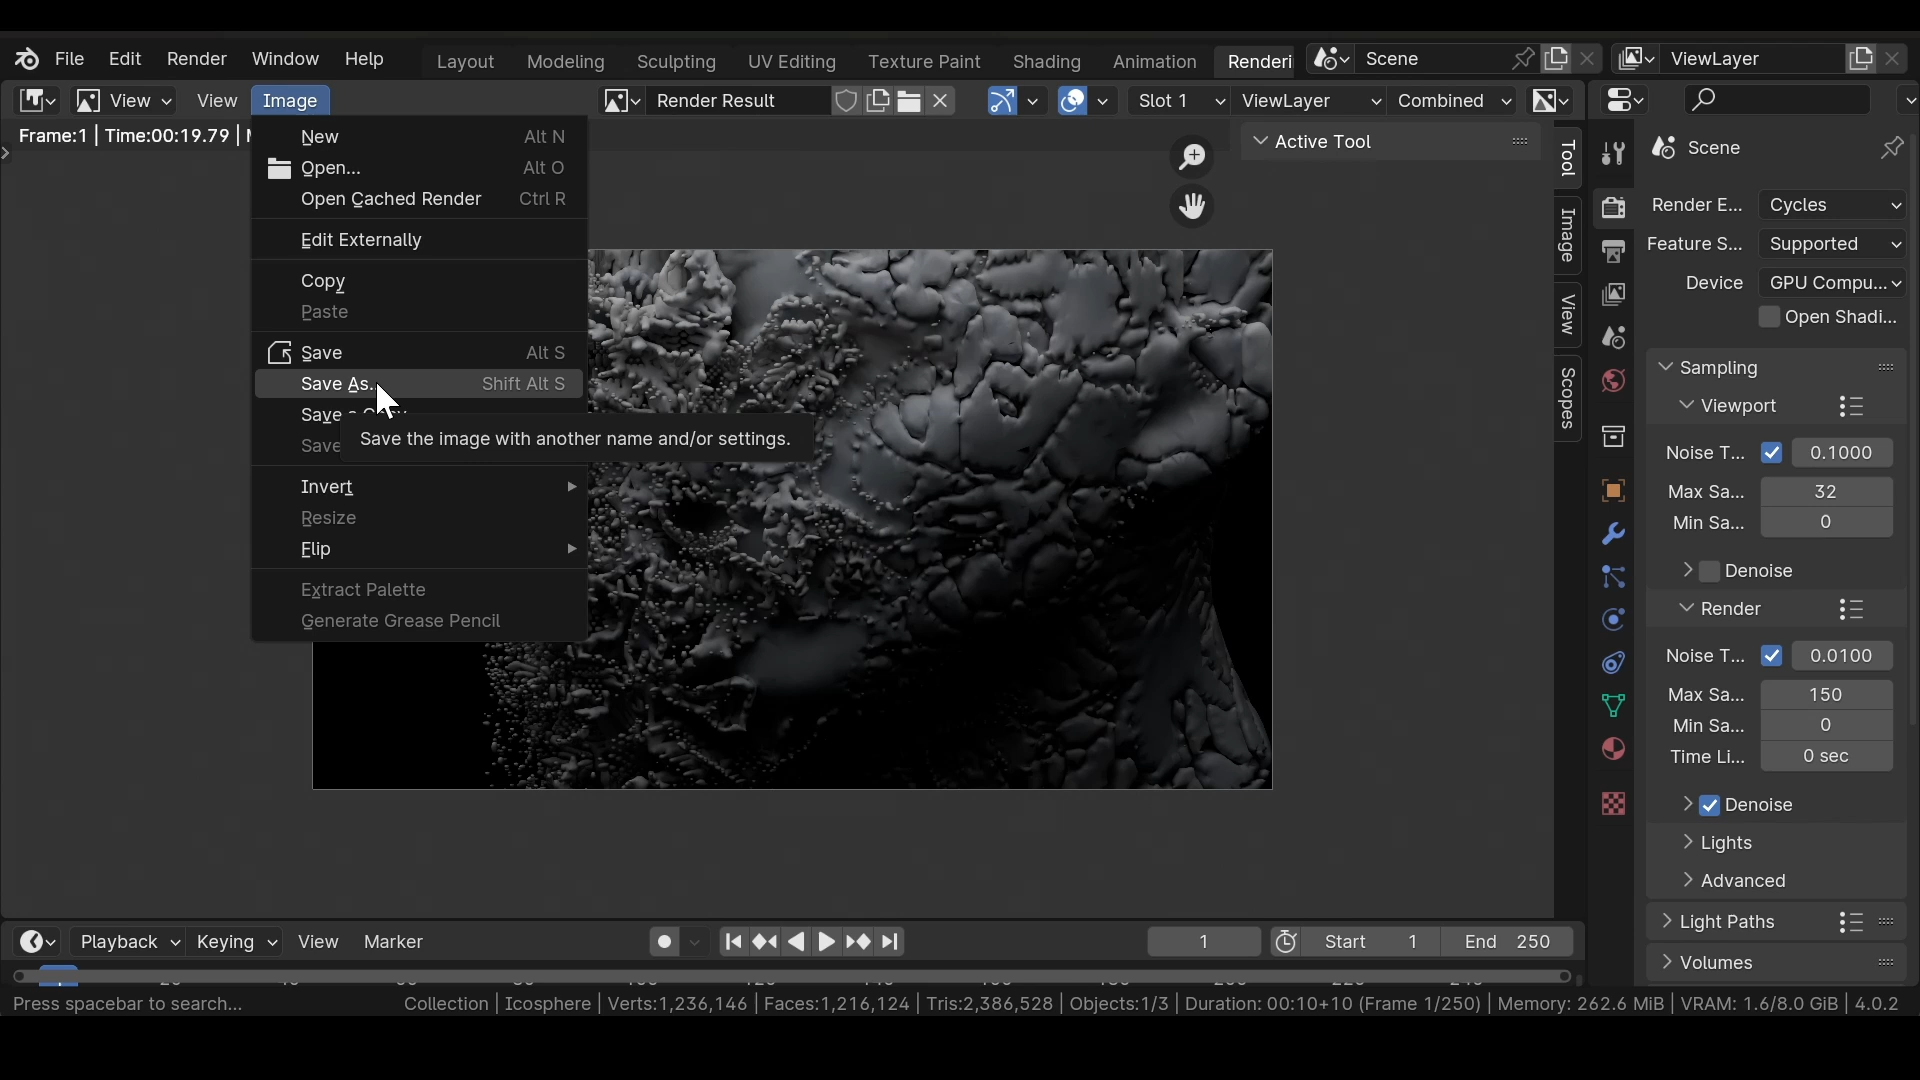 File Edit Render Window Help Layout Modeling Sculpting UV Editing Texture Paint Shading Animation Renderi Scene ViewLayer
View View Image Render Result Slot 1 ViewLayer Combined
Frame:1 | Time:00:19.79 |
New Alt N
Open... Alt O
Open Cached Render Ctrl R
Edit Externally
Copy
Paste
Save Alt S
Save As... Shift Alt S
Save a Copy
Save
Save the image with another name and/or settings.
Invert
Resize
Flip
Extract Palette
Generate Grease Pencil
Active Tool
Tool
Image
View
Scopes
Scene
Render E... Cycles
Feature S... Supported
Device GPU Compu...
Open Shadi...
Sampling
Viewport
Noise T... 0.1000
Max Sa... 32
Min Sa... 0
Denoise
Render
Noise T... 0.0100
Max Sa... 150
Min Sa... 0
Time Li... 0 sec
Denoise
Lights
Advanced
Light Paths
Volumes
Playback Keying View Marker 1 Start 1 End 250
Press spacebar to search... Collection | Icosphere | Verts:1,236,146 | Faces:1,216,124 | Tris:2,386,528 | Objects:1/3 | Duration: 00:10+10 (Frame 1/250) | Memory: 262.6 MiB | VRAM: 1.6/8.0 GiB | 4.0.2